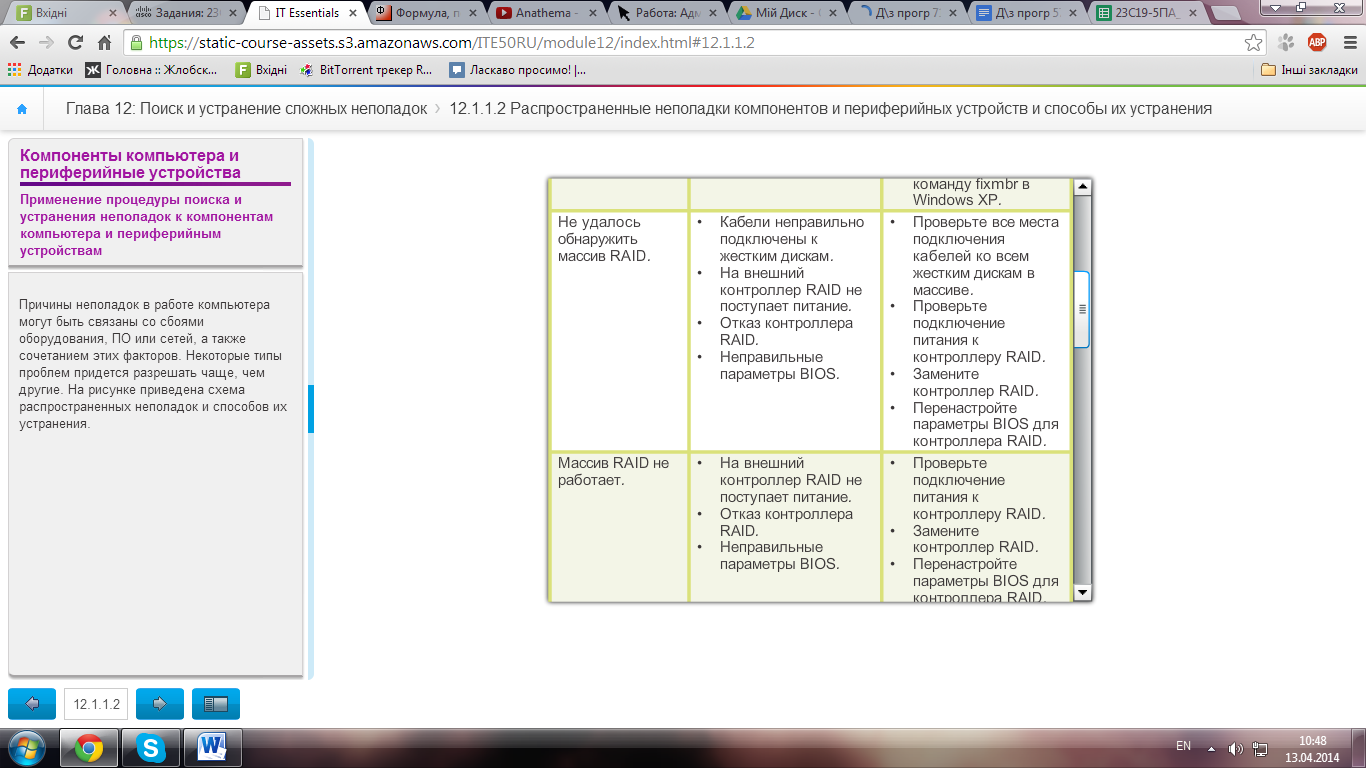 Вхідні
Задания: 23С
IT Essentials
Формула, п
Anathema -
Работа: Адм
Мій Диск -
Д\з прогр 7
Д\з прогр 5
23С19-5ПА_
https://static-course-assets.s3.amazonaws.com/ITE50RU/module12/index.html#12.1.1.2
ABP
Додатки
Головна :: Жлобск...
Вхідні
BitTorrent трекер R...
Ласкаво просимо! |...
Інші закладки
Глава 12: Поиск и устранение сложных неполадок
12.1.1.2 Распространенные неполадки компонентов и периферийных устройств и способы их устранения
Компоненты компьютера и
периферийные устройства
Применение процедуры поиска и
устранения неполадок к компонентам
компьютера и периферийным
устройствам
Причины неполадок в работе компьютера
могут быть связаны со сбоями
оборудования, ПО или сетей, а также
сочетанием этих факторов. Некоторые типы
проблем придется разрешать чаще, чем
другие. На рисунке приведена схема
распространенных неполадок и способов их
устранения.
команду fixmbr в
Windows XP.
Не удалось
обнаружить
массив RAID.
• Кабели неправильно
подключены к
жестким дискам.
• На внешний
контроллер RAID не
поступает питание.
• Отказ контроллера
RAID.
• Неправильные
параметры BIOS.
• Проверьте все места
подключения
кабелей ко всем
жестким дискам в
массиве.
• Проверьте
подключение
питания к
контроллеру RAID.
• Замените
контроллер RAID.
• Перенастройте
параметры BIOS для
контроллера RAID.
Массив RAID не
работает.
• На внешний
контроллер RAID не
поступает питание.
• Отказ контроллера
RAID.
• Неправильные
параметры BIOS.
• Проверьте
подключение
питания к
контроллеру RAID.
• Замените
контроллер RAID.
• Перенастройте
параметры BIOS для
контроллера RAID.
12.1.1.2
EN
10:48
13.04.2014